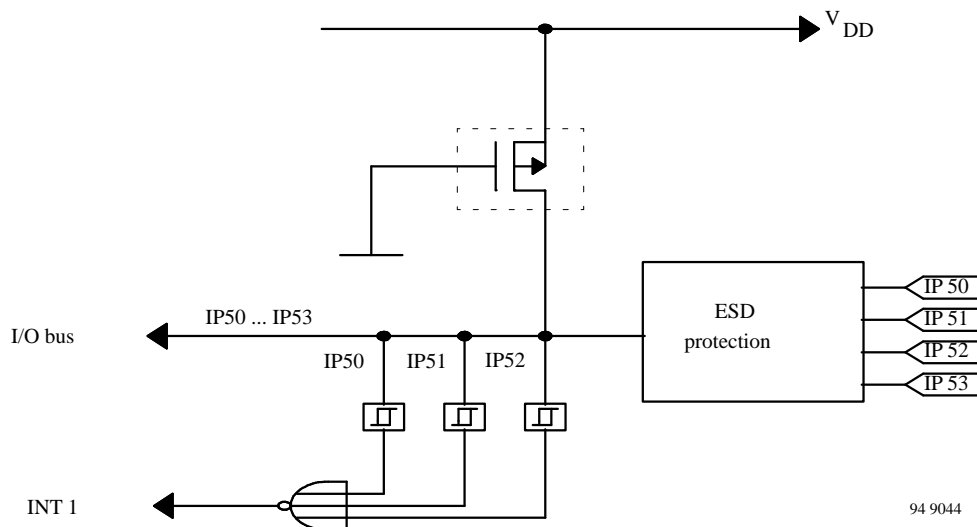 V DD
ESD
protection
IP 50
IP 51
IP 52
IP 53
I/O bus
IP50 ... IP53
IP50
IP51
IP52
INT 1
94 9044